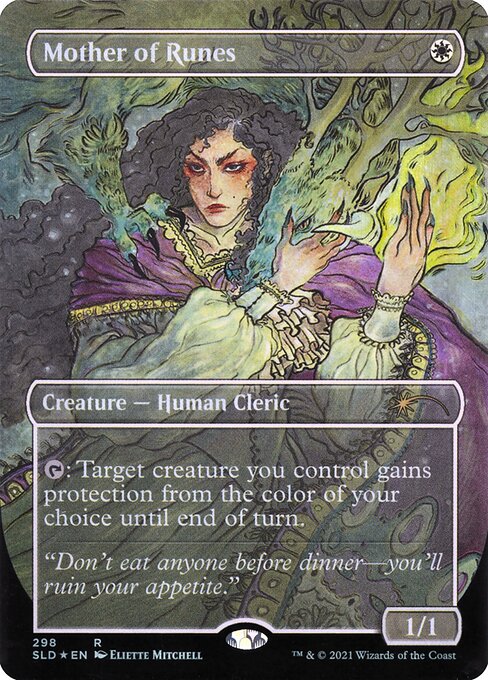 Mother of Runes
Creature — Human Cleric
: Target creature you control gains
protection from the color of your
choice until end of turn.
“Don’t eat anyone before dinner—you’ll
ruin your appetite.”
1/1
298 R
SLD ★ EN Eliette Mitchell
™ & © 2021 Wizards of the Coast